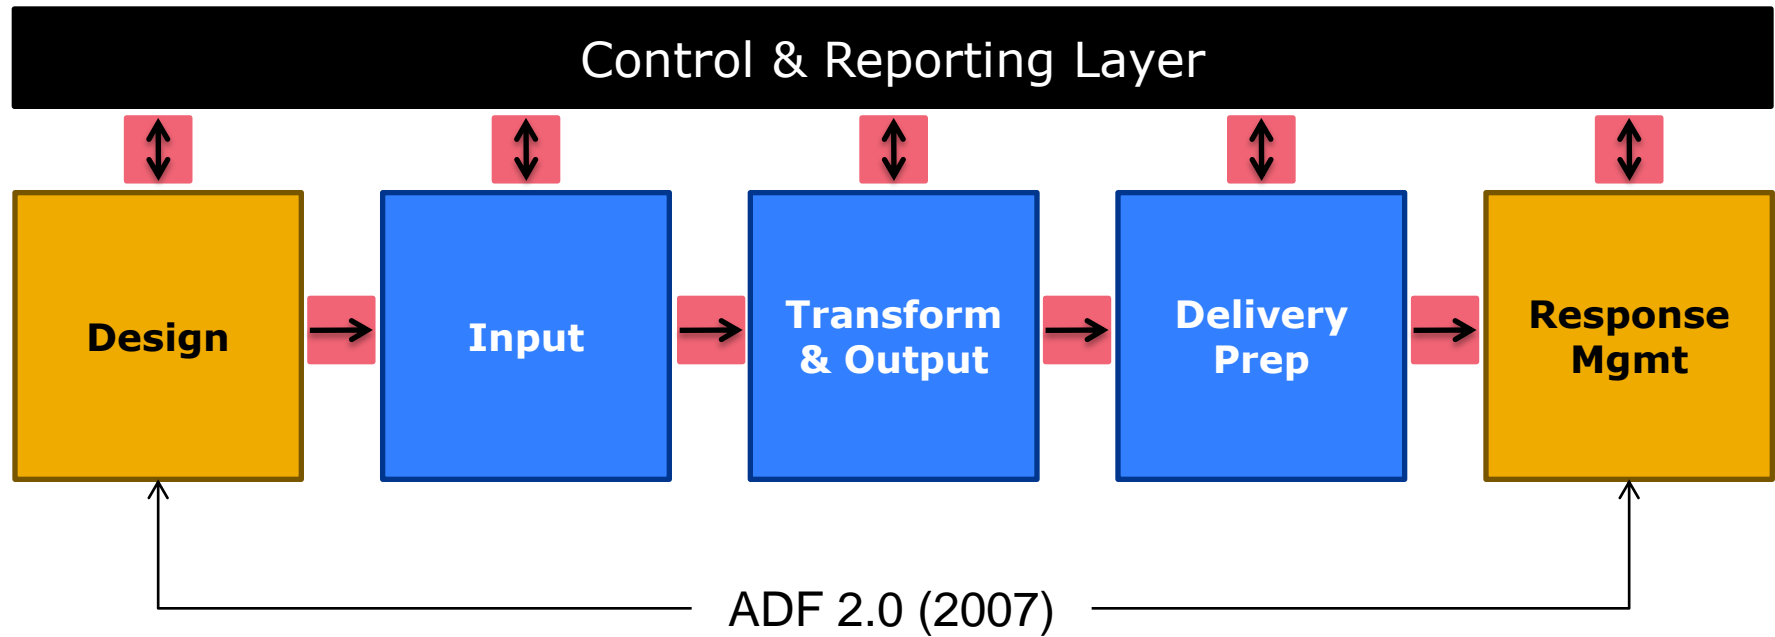 Control & Reporting Layer
Design
Input
Transform
& Output
Delivery
Prep
Response
Mgmt
ADF 2.0 (2007)